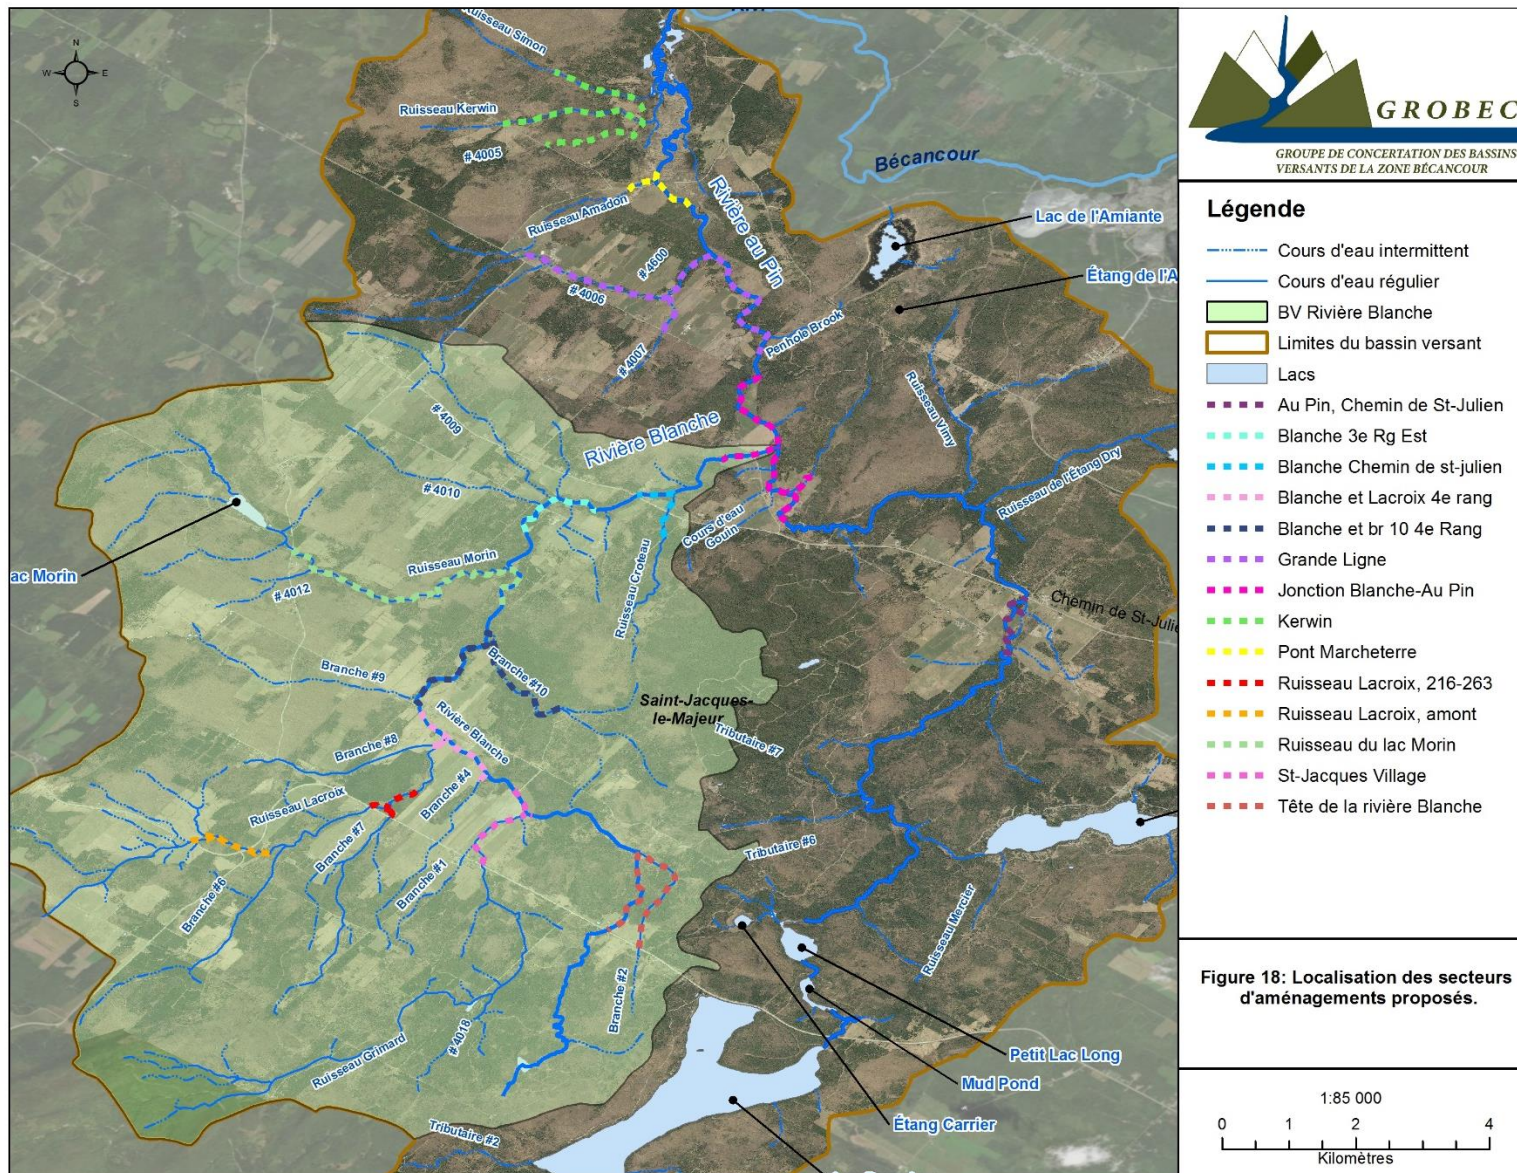 N
W
E
S
Ruisseau Simon
Ruisseau Kerwin
# 4005
Bécancour
Rivière au Pin
Ruisseau Amadon
Lac de l'Amiante
Étang de l'A
# 4600
# 4006
# 4007
Penhole Brook
Ruisseau Vimy
Rivière Blanche
# 4009
# 4010
Ruisseau de l'Étang Dry
Cours d'eau
Gouin
Ruisseau Morin
ac Morin
# 4012
Ruisseau Croteau
Chemin de St-Julie
Branche #9
Branche #10
Saint-Jacques-
le-Majeur
Rivière Blanche
Tributaire #7
Branche #8
Branche #4
Ruisseau Lacroix
Branche #7
Branche #1
Branche #6
Tributaire #6
Ruisseau Mercier
Branche #2
# 4018
Ruisseau Grimard
Petit Lac Long
Mud Pond
Étang Carrier
Tributaire #2
GROBEC
GROUPE DE CONCERTATION DES BASSINS
VERSANTS DE LA ZONE BÉCANCOUR
Légende
Cours d'eau intermittent
Cours d'eau régulier
BV Rivière Blanche
Limites du bassin versant
Lacs
Au Pin, Chemin de St-Julien
Blanche 3e Rg Est
Blanche Chemin de st-julien
Blanche et Lacroix 4e rang
Blanche et br 10 4e Rang
Grande Ligne
Jonction Blanche-Au Pin
Kerwin
Pont Marcheterre
Ruisseau Lacroix, 216-263
Ruisseau Lacroix, amont
Ruisseau du lac Morin
St-Jacques Village
Tête de la rivière Blanche
Figure 18: Localisation des secteurs
d'aménagements proposés.
1:85 000
0 1 2 4
Kilomètres